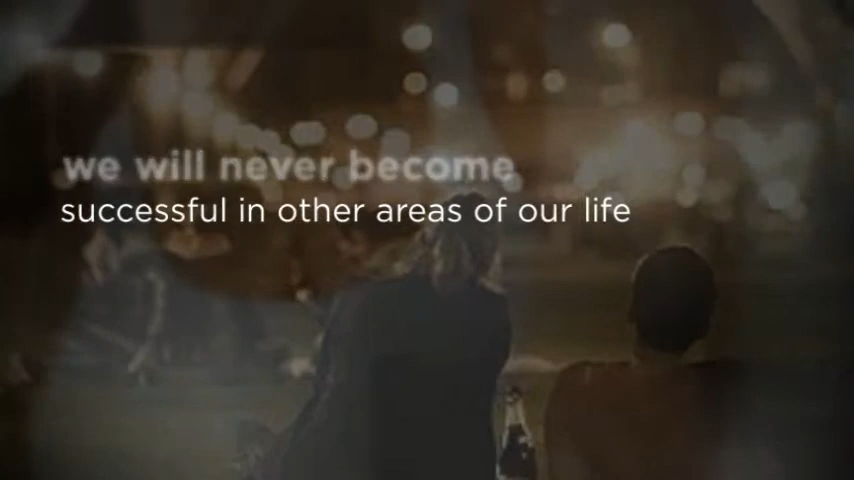 we will never become
successful in other areas of our life